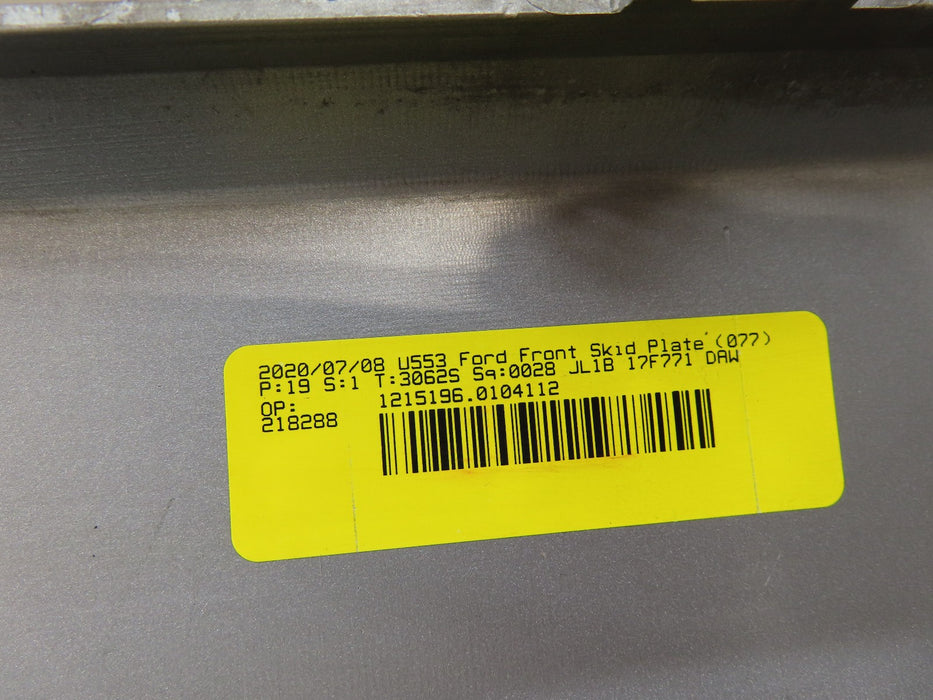 2020/07/08 U553 Ford Front Skid Plate (077)
P:19 S:1 T:3062S Sq:0028 JL1B 17F771 DAW
OP: 1215196.0104112
218288